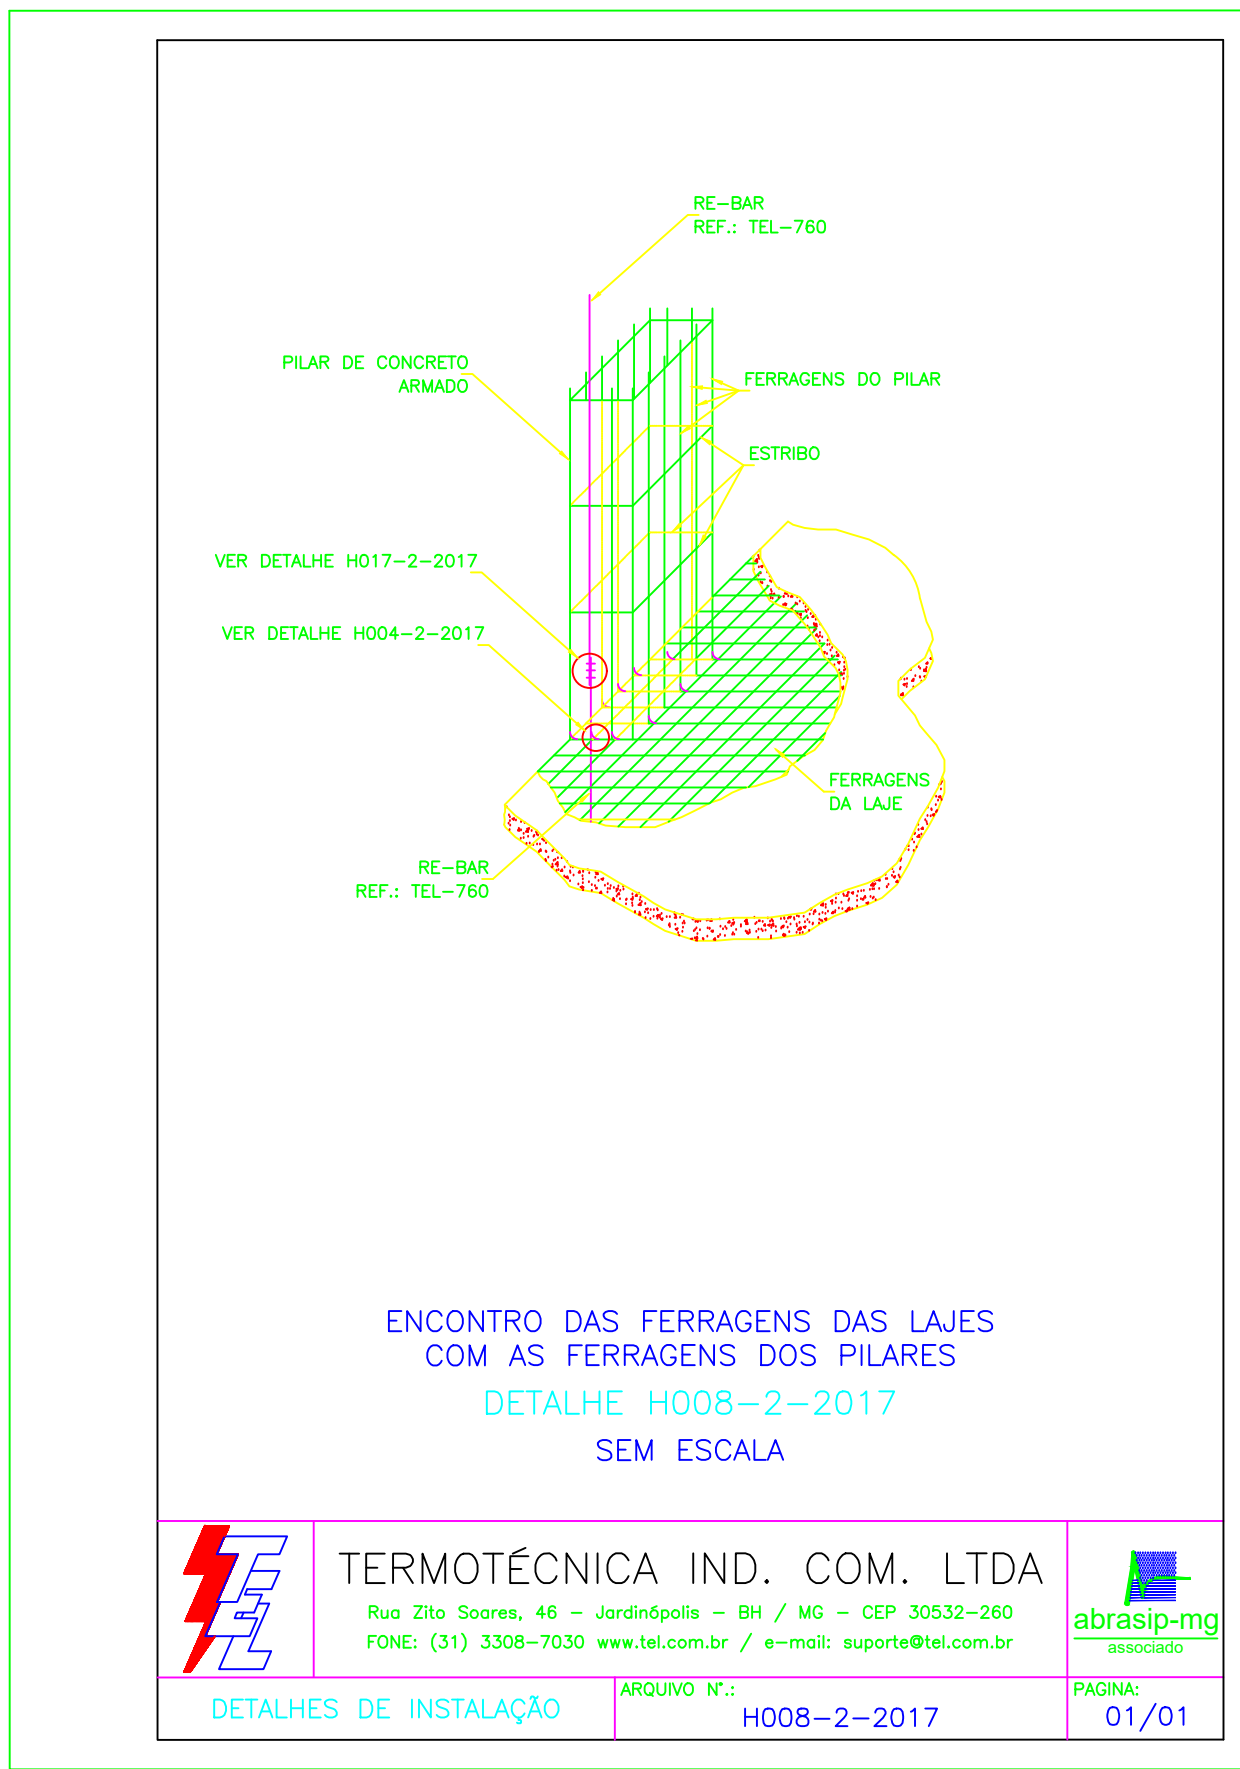 RE-BAR
REF.: TEL-760
PILAR DE CONCRETO
ARMADO
FERRAGENS DO PILAR
ESTRIBO
VER DETALHE H017-2-2017
VER DETALHE H004-2-2017
FERRAGENS
DA LAJE
RE-BAR
REF.: TEL-760
ENCONTRO DAS FERRAGENS DAS LAJES
COM AS FERRAGENS DOS PILARES
DETALHE H008-2-2017
SEM ESCALA
TEL
TERMOTÉCNICA IND. COM. LTDA
Rua Zito Soares, 46 - Jardinópolis - BH / MG - CEP 30532-260
FONE: (31) 3308-7030 www.tel.com.br / e-mail: suporte@tel.com.br
abrasip-mg
associado
DETALHES DE INSTALAÇÃO
ARQUIVO N°.:
H008-2-2017
PAGINA:
01/01